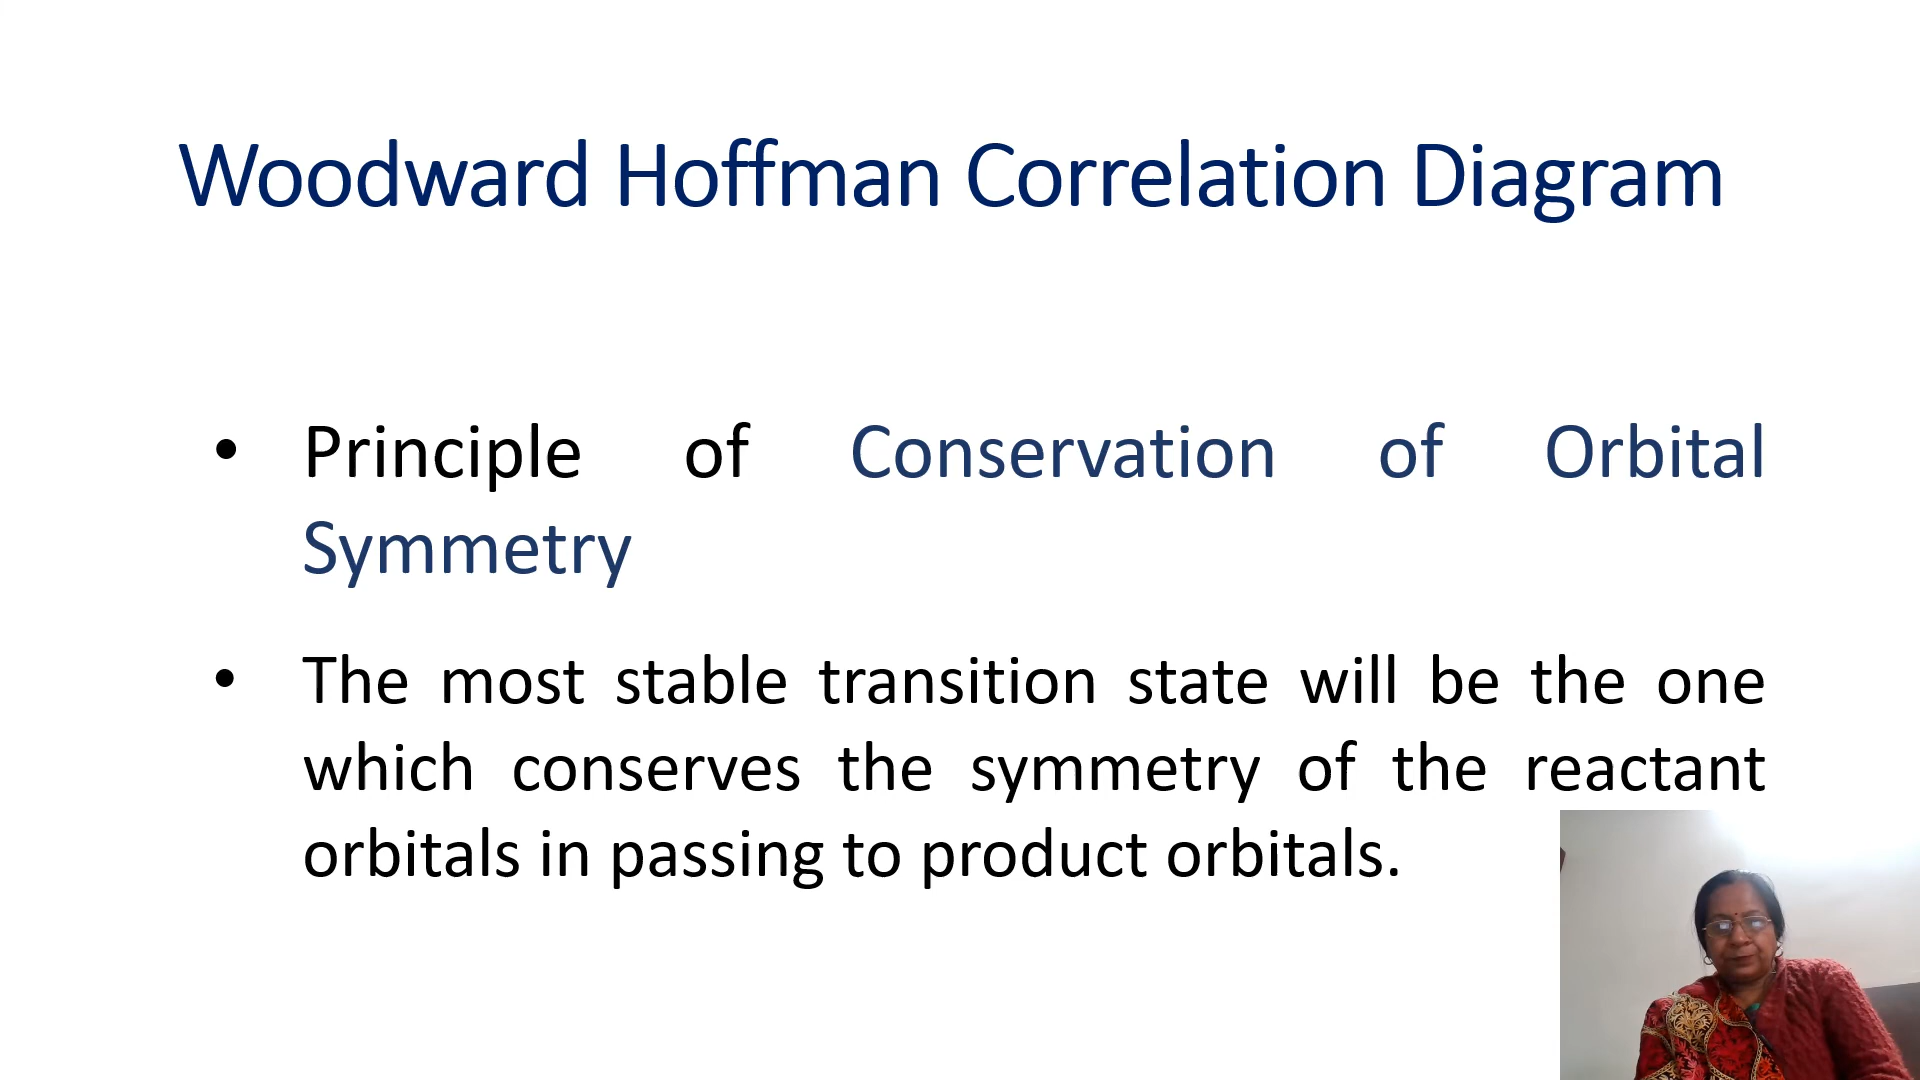 Woodward Hoffman Correlation Diagram
• Principle of Conservation of Orbital
Symmetry
• The most stable transition state will be the one
which conserves the symmetry of the reactant
orbitals in passing to product orbitals.